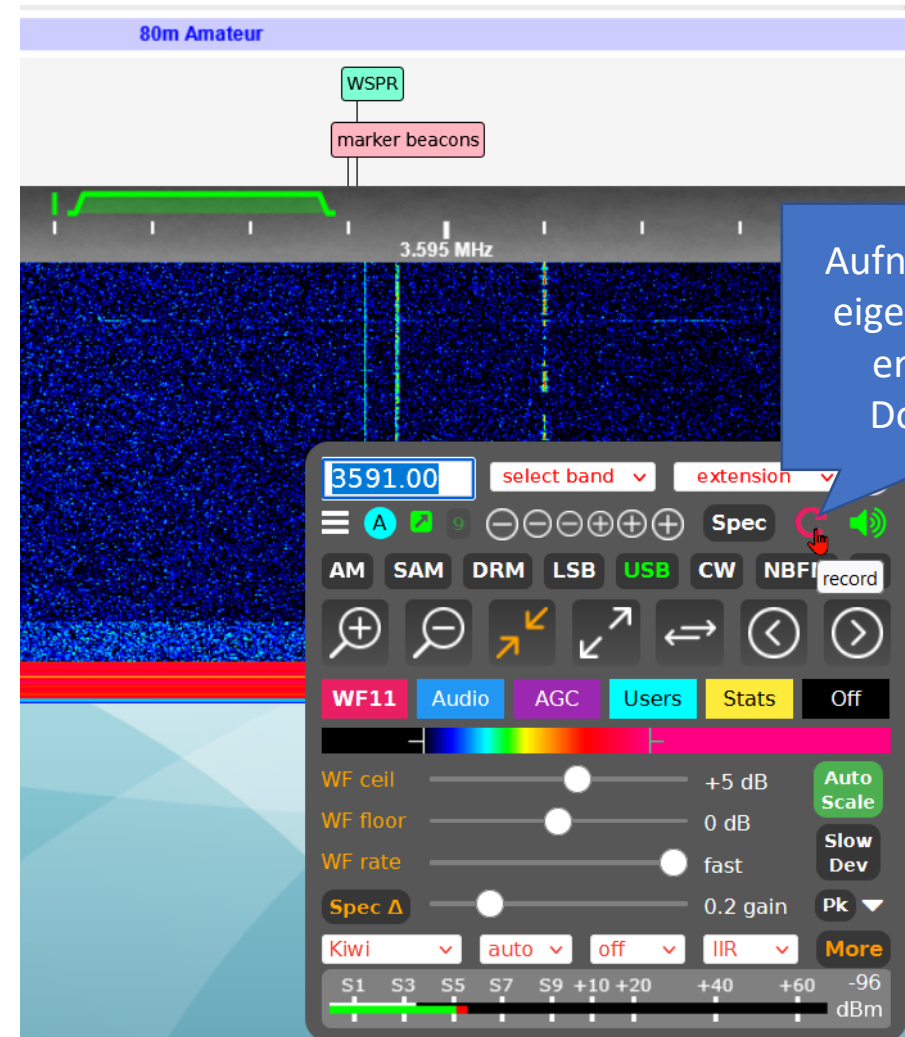 80m Amateur
WSPR
marker beacons
3.595 MHz
Aufn
eige
er
Do
3591.00 select band extension
A 9 Spec
AM SAM DRM LSB USB CW NBF
record
WF11 Audio AGC Users Stats Off
WF ceil +5 dB Auto Scale
WF floor 0 dB
WF rate fast Slow Dev
Spec Δ 0.2 gain Pk
Kiwi auto off IIR More
S1 S3 S5 S7 S9 +10 +20 +40 +60 -96
dBm